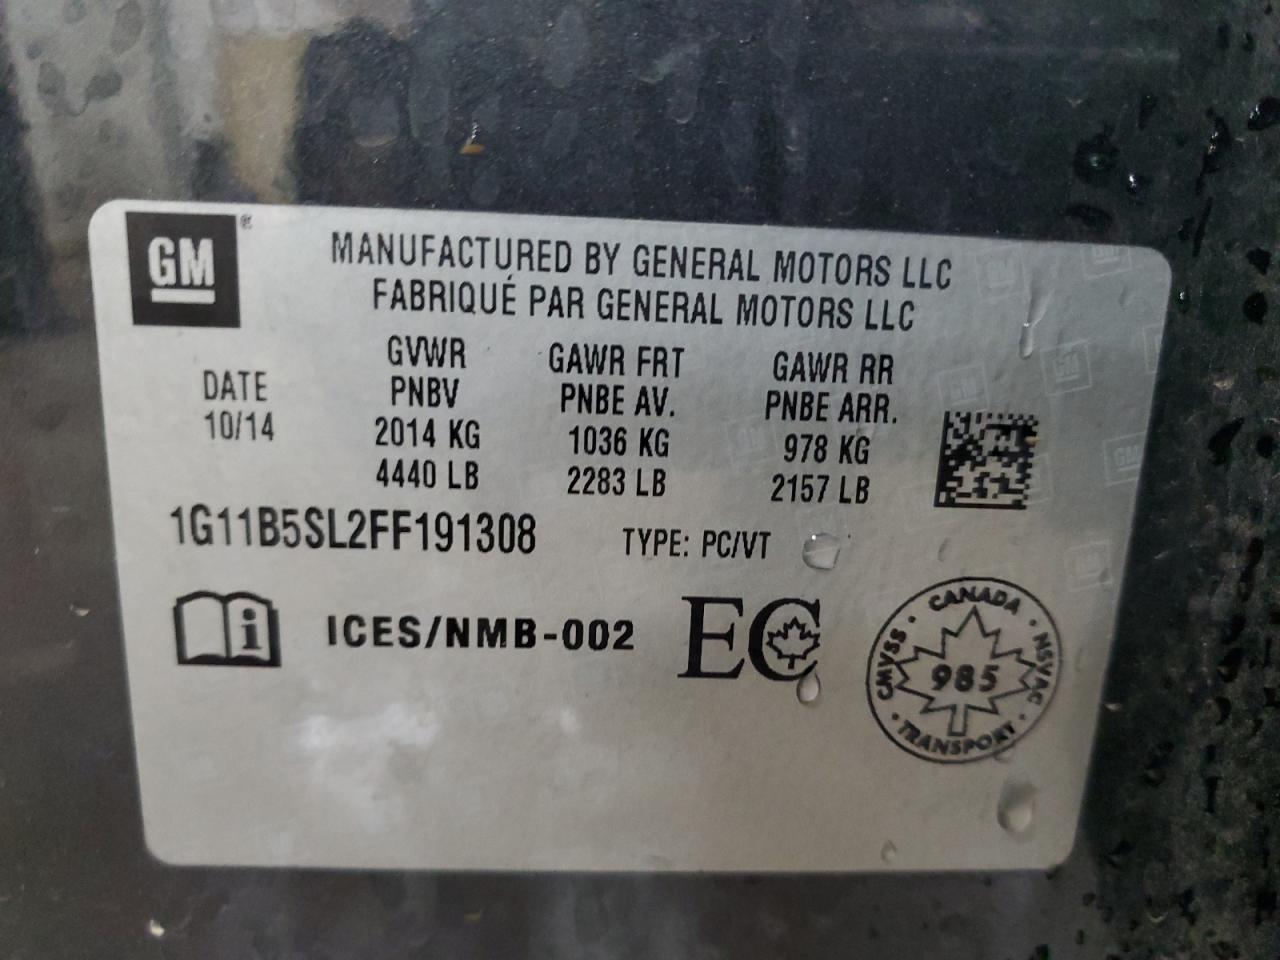 GM®
MANUFACTURED BY GENERAL MOTORS LLC
FABRIQUÉ PAR GENERAL MOTORS LLC
DATE
10/14
GVWR
PNBV
2014 KG
4440 LB
GAWR FRT
PNBE AV.
1036 KG
2283 LB
GAWR RR
PNBE ARR.
978 KG
2157 LB
1G11B5SL2FF191308 TYPE: PC/VT
i ICES/NMB-002 EC
CANADA · NSVAC · TRANSPORT · CMVSS ·
985